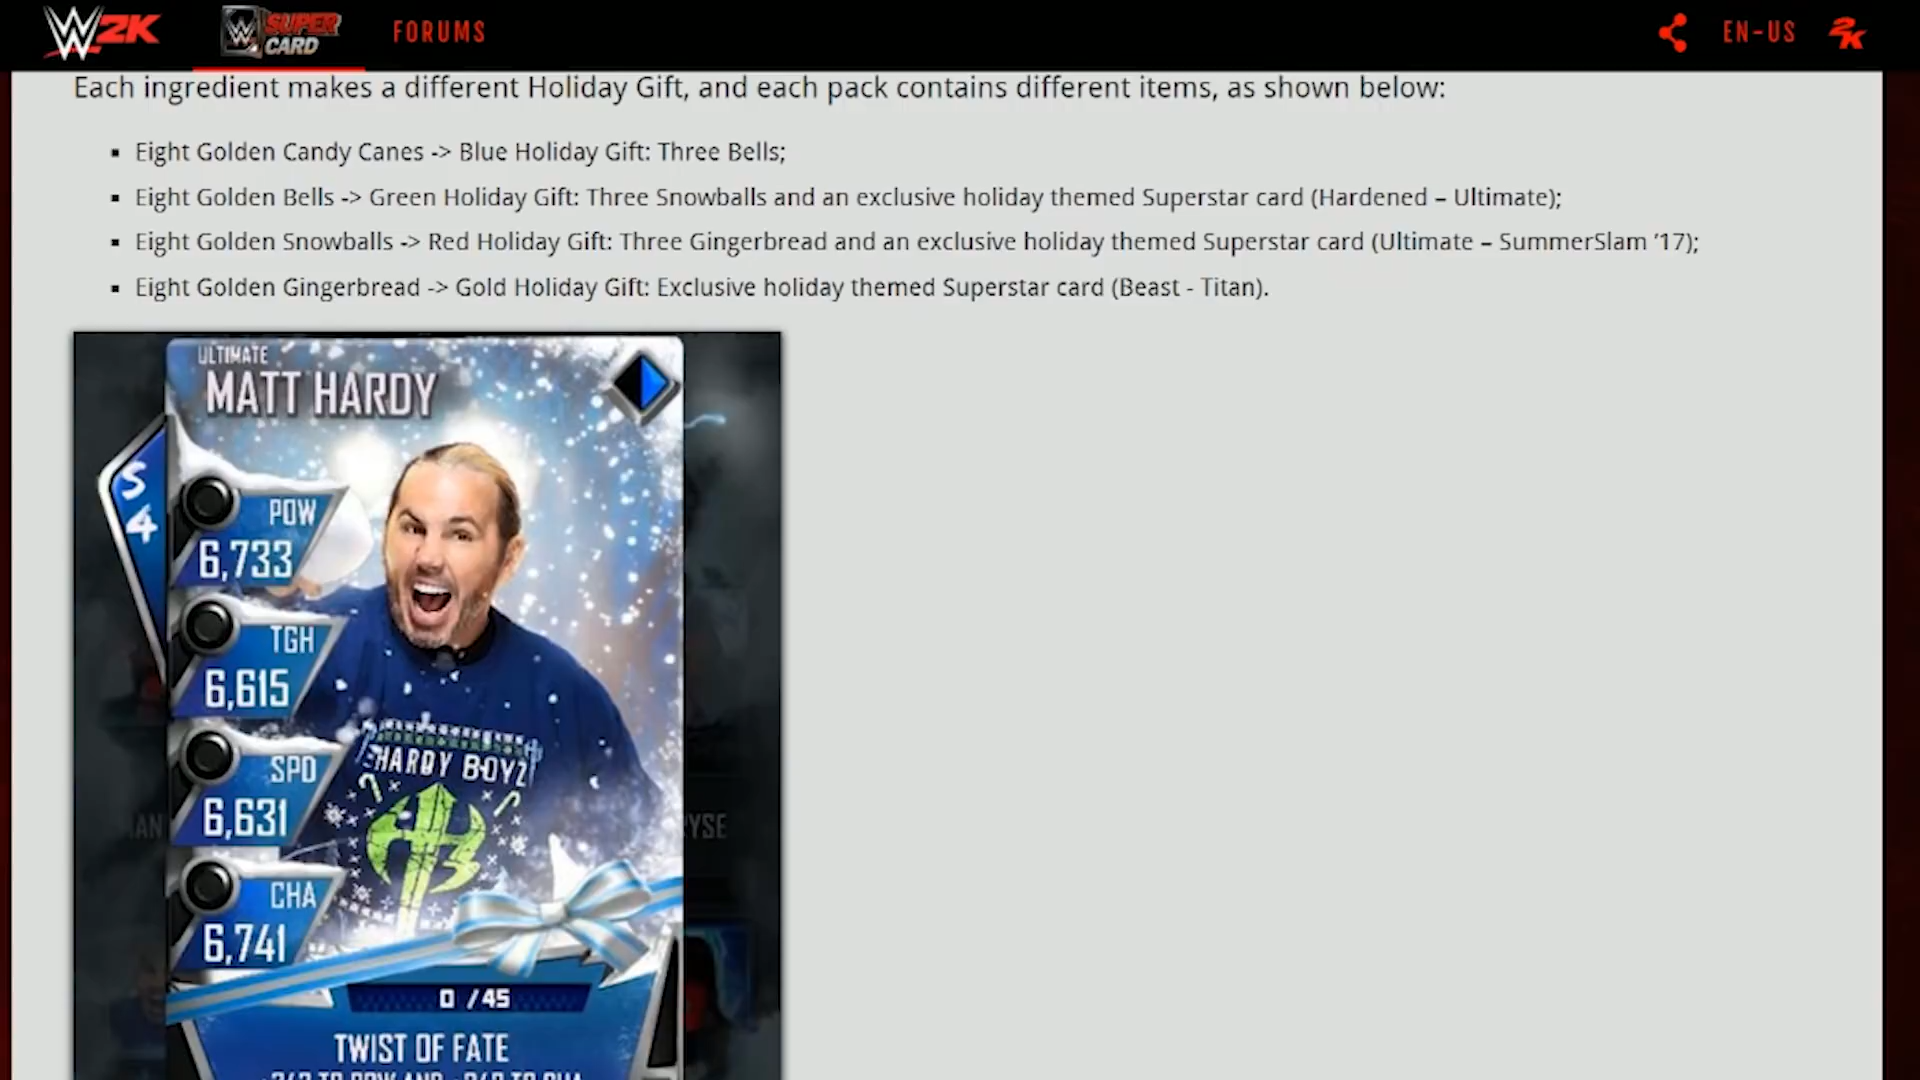 W 2K
W SUPER CARD
FORUMS
EN-US
2K
Each ingredient makes a different Holiday Gift, and each pack contains different items, as shown below:
▪ Eight Golden Candy Canes -> Blue Holiday Gift: Three Bells;
▪ Eight Golden Bells -> Green Holiday Gift: Three Snowballs and an exclusive holiday themed Superstar card (Hardened – Ultimate);
▪ Eight Golden Snowballs -> Red Holiday Gift: Three Gingerbread and an exclusive holiday themed Superstar card (Ultimate – SummerSlam ’17);
▪ Eight Golden Gingerbread -> Gold Holiday Gift: Exclusive holiday themed Superstar card (Beast - Titan).
ULTIMATE
MATT HARDY
S
4
POW
6,733
TGH
6,615
SPD
6,631
CHA
6,741
HARDY BOYZ
0 /45
TWIST OF FATE